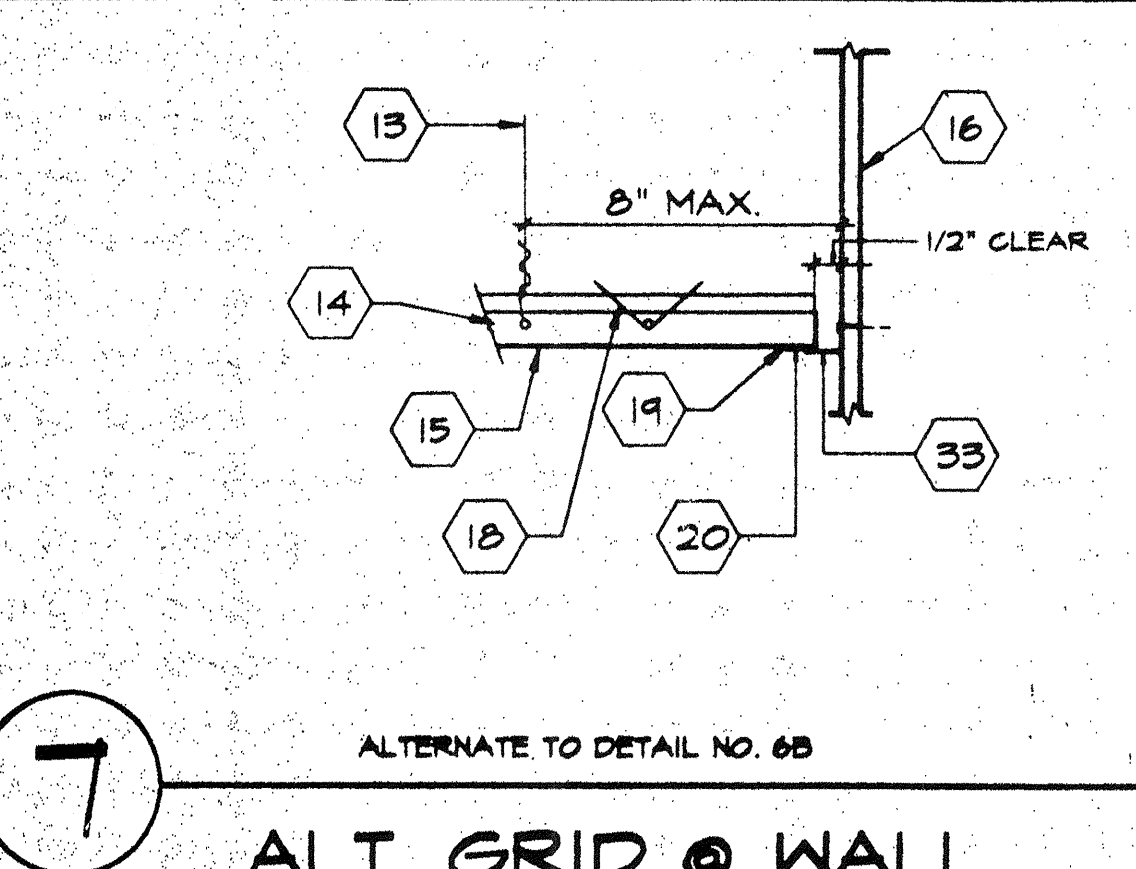 13
16
8" MAX.
1/2" CLEAR
14
15
19
33
18
20
7
ALTERNATE TO DETAIL NO. 6B
ALT. GRID @ WALL